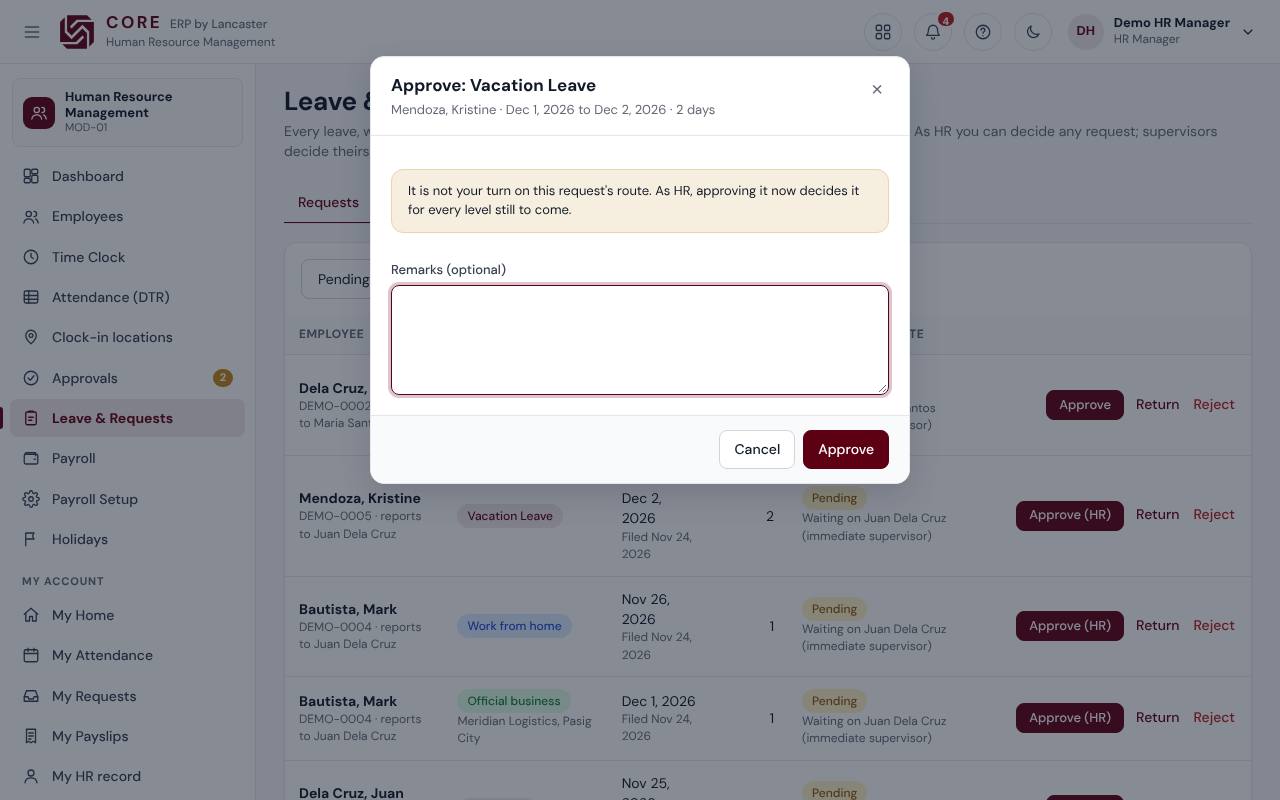 CORE ERP by Lancaster
Human Resource Management
4
DH
Demo HR Manager
HR Manager
Human Resource
Management
MOD-01
Dashboard
Employees
Time Clock
Attendance (DTR)
Clock-in locations
Approvals
2
Leave & Requests
Payroll
Payroll Setup
Holidays
MY ACCOUNT
My Home
My Attendance
My Requests
My Payslips
My HR record
Leave &
Every leave,
As HR you can decide any request; supervisors
decide theirs
Requests
Pending
Approve: Vacation Leave
Mendoza, Kristine · Dec 1, 2026 to Dec 2, 2026 · 2 days
It is not your turn on this request's route. As HR, approving it now decides it
for every level still to come.
Remarks (optional)
Cancel
Approve
EMPLOYEE
Dela Cruz,
DEMO-0002
to Maria
Approve Return Reject
Mendoza, Kristine
DEMO-0005 · reports
to Juan Dela Cruz
Vacation Leave
Dec 2,
2026
Filed Nov 24,
2026
2
Pending
Waiting on Juan Dela Cruz
(immediate supervisor)
Approve (HR) Return Reject
Bautista, Mark
DEMO-0004 · reports
to Juan Dela Cruz
Work from home
Nov 26,
2026
Filed Nov 24,
2026
1
Pending
Waiting on Juan Dela Cruz
(immediate supervisor)
Approve (HR) Return Reject
Bautista, Mark
DEMO-0004 · reports
to Juan Dela Cruz
Official business
Meridian Logistics, Pasig
City
Dec 1, 2026
Filed Nov 24,
2026
1
Pending
Waiting on Juan Dela Cruz
(immediate supervisor)
Approve (HR) Return Reject
Dela Cruz, Juan
Nov 25,
Pending